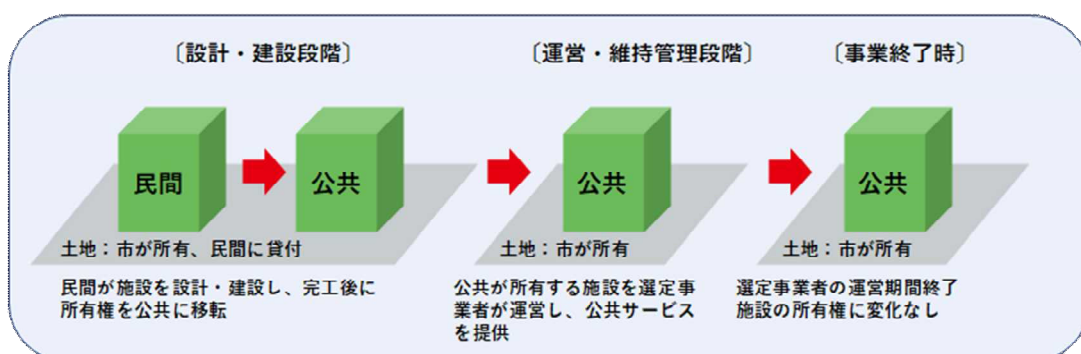 〔設計・建設段階〕
〔運営・維持管理段階〕
〔事業終了時〕
民間
公共
公共
公共
土地：市が所有、民間に貸付
土地：市が所有
土地：市が所有
民間が施設を設計・建設し、完工後に
所有権を公共に移転
公共が所有する施設を選定事
業者が運営し、公共サービス
を提供
選定事業者の運営期間終了
施設の所有権に変化なし